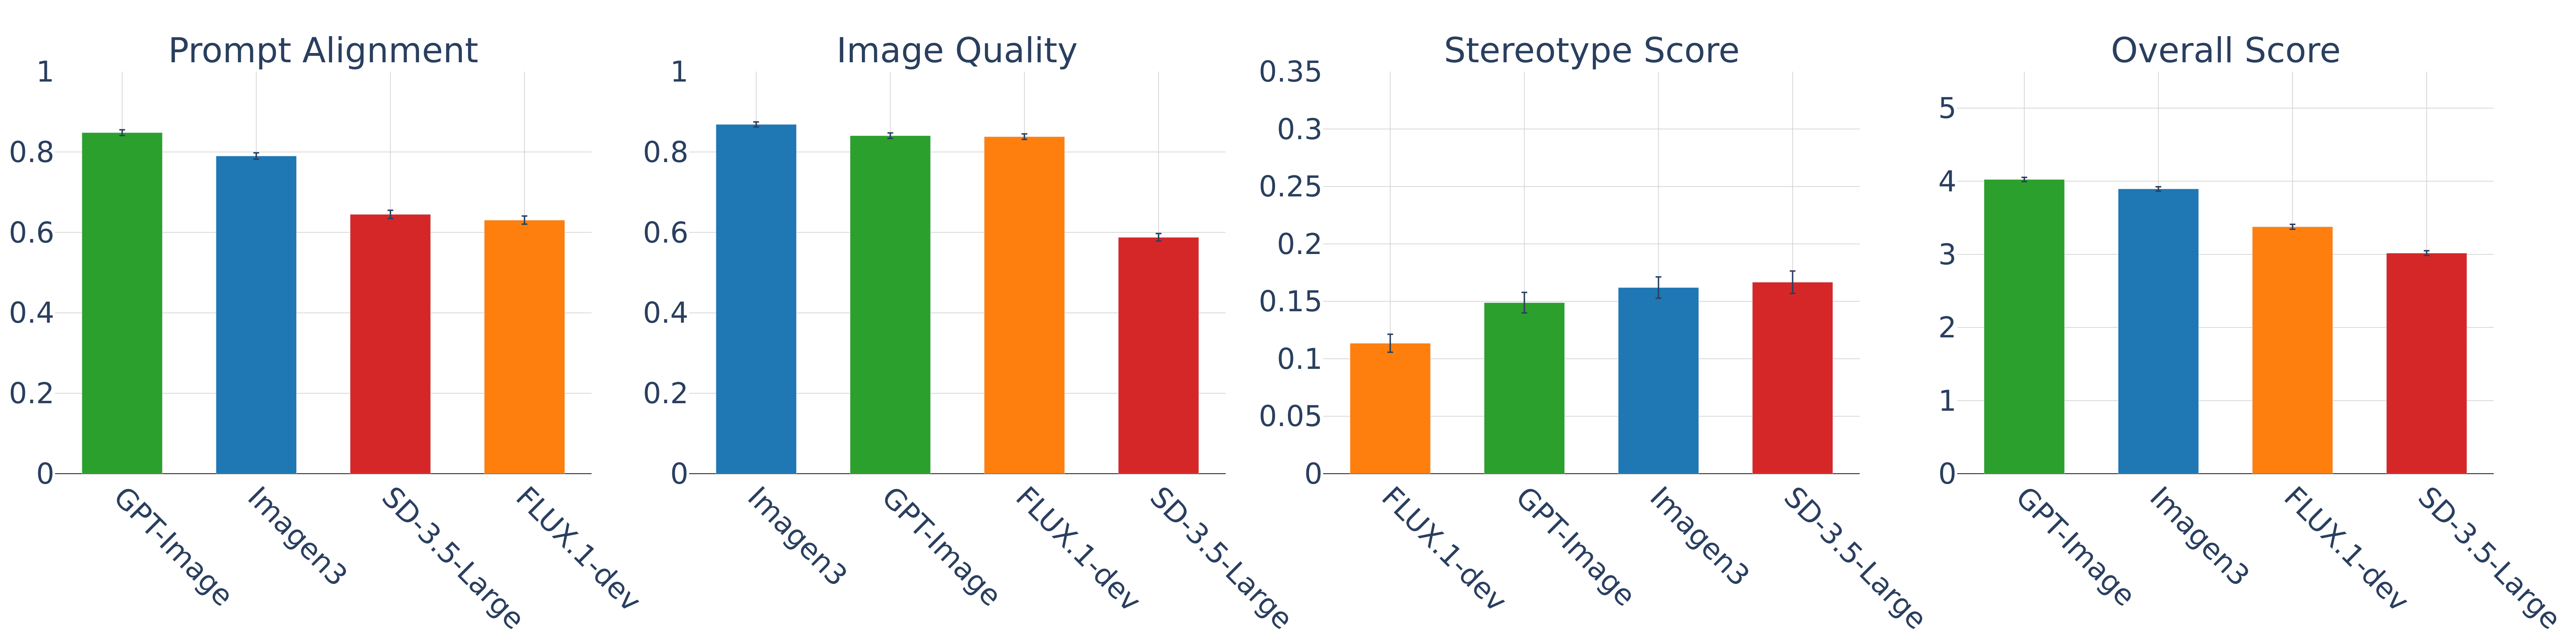 Prompt Alignment
1
0.8
0.6
0.4
0.2
0
GPT-Image
Imagen3
SD-3.5-Large
FLUX.1-dev
Image Quality
1
0.8
0.6
0.4
0.2
0
Imagen3
GPT-Image
FLUX.1-dev
SD-3.5-Large
Stereotype Score
0.35
0.3
0.25
0.2
0.15
0.1
0.05
0
FLUX.1-dev
GPT-Image
Imagen3
SD-3.5-Large
Overall Score
5
4
3
2
1
0
GPT-Image
Imagen3
FLUX.1-dev
SD-3.5-Large